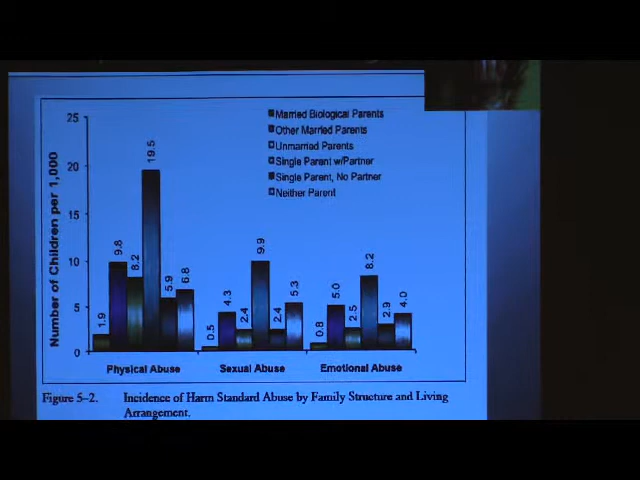 25
20
15
10
5
0
Number of Children per 1,000
Married Biological Parents
Other Married Parents
Unmarried Parents
Single Parent w/Partner
Single Parent, No Partner
Neither Parent
1.9 9.8 8.2 19.5 5.9 6.8
0.5 4.3 2.4 9.9 2.4 5.3
0.8 5.0 2.5 8.2 2.9 4.0
Physical Abuse Sexual Abuse Emotional Abuse
Figure 5–2. Incidence of Harm Standard Abuse by Family Structure and Living
Arrangement.